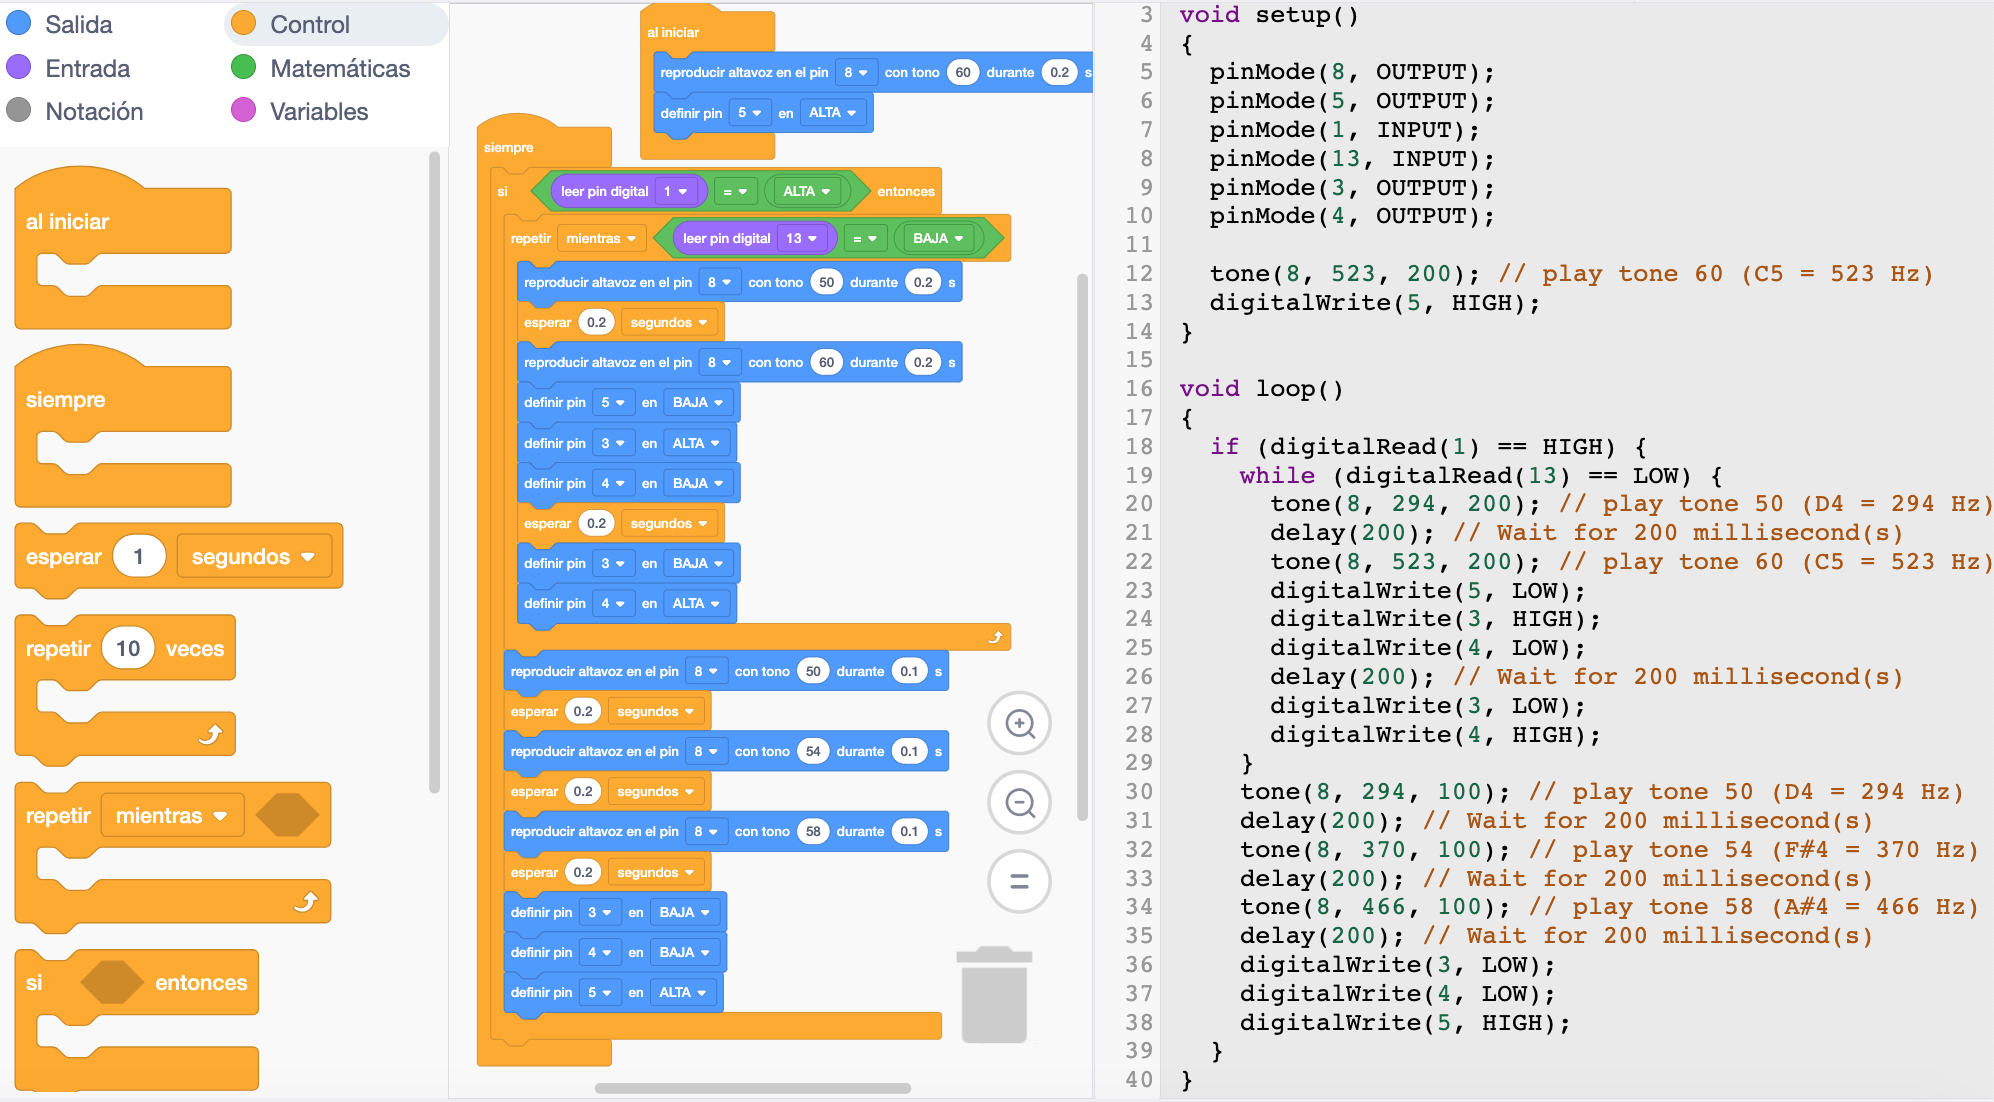 Salida
Control
Entrada
Matemáticas
Notación
Variables
al iniciar
siempre
esperar 1 segundos
repetir 10 veces
repetir mientras
si entonces
al iniciar
reproducir altavoz en el pin 8 con tono 60 durante 0.2 s
definir pin 5 en ALTA
siempre
si leer pin digital 1 = ALTA entonces
repetir mientras leer pin digital 13 = BAJA
reproducir altavoz en el pin 8 con tono 50 durante 0.2 s
esperar 0.2 segundos
reproducir altavoz en el pin 8 con tono 60 durante 0.2 s
definir pin 5 en BAJA
definir pin 3 en ALTA
definir pin 4 en BAJA
esperar 0.2 segundos
definir pin 3 en BAJA
definir pin 4 en ALTA
reproducir altavoz en el pin 8 con tono 50 durante 0.1 s
esperar 0.2 segundos
reproducir altavoz en el pin 8 con tono 54 durante 0.1 s
esperar 0.2 segundos
reproducir altavoz en el pin 8 con tono 58 durante 0.1 s
esperar 0.2 segundos
definir pin 3 en BAJA
definir pin 4 en BAJA
definir pin 5 en ALTA
3 void setup()
4 {
5 pinMode(8, OUTPUT);
6 pinMode(5, OUTPUT);
7 pinMode(1, INPUT);
8 pinMode(13, INPUT);
9 pinMode(3, OUTPUT);
10 pinMode(4, OUTPUT);
11
12 tone(8, 523, 200); // play tone 60 (C5 = 523 Hz)
13 digitalWrite(5, HIGH);
14 }
15
16 void loop()
17 {
18 if (digitalRead(1) == HIGH) {
19 while (digitalRead(13) == LOW) {
20 tone(8, 294, 200); // play tone 50 (D4 = 294 Hz)
21 delay(200); // Wait for 200 millisecond(s)
22 tone(8, 523, 200); // play tone 60 (C5 = 523 Hz)
23 digitalWrite(5, LOW);
24 digitalWrite(3, HIGH);
25 digitalWrite(4, LOW);
26 delay(200); // Wait for 200 millisecond(s)
27 digitalWrite(3, LOW);
28 digitalWrite(4, HIGH);
29 }
30 tone(8, 294, 100); // play tone 50 (D4 = 294 Hz)
31 delay(200); // Wait for 200 millisecond(s)
32 tone(8, 370, 100); // play tone 54 (F#4 = 370 Hz)
33 delay(200); // Wait for 200 millisecond(s)
34 tone(8, 466, 100); // play tone 58 (A#4 = 466 Hz)
35 delay(200); // Wait for 200 millisecond(s)
36 digitalWrite(3, LOW);
37 digitalWrite(4, LOW);
38 digitalWrite(5, HIGH);
39 }
40 }